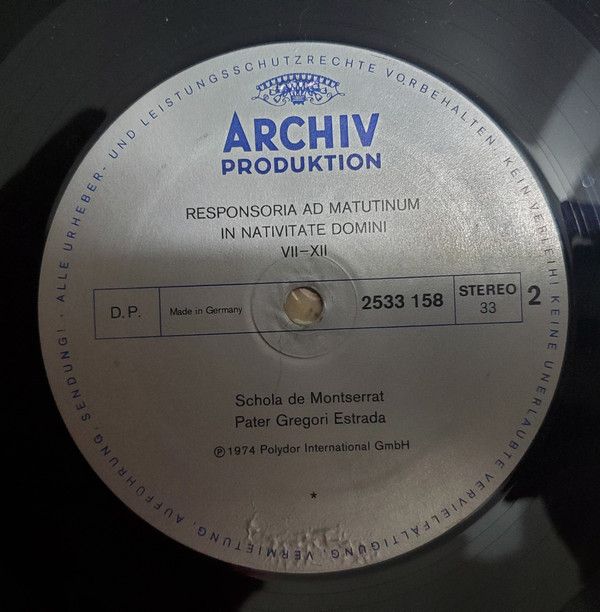 ARCHIV
PRODUKTION
RESPONSORIA AD MATUTINUM
IN NATIVITATE DOMINI
VII–XII
D.P.
Made in Germany
2533 158
STEREO
33
2
Schola de Montserrat
Pater Gregori Estrada
Ⓟ 1974 Polydor International GmbH
*
ALLE URHEBER- UND LEISTUNGSSCHUTZRECHTE VORBEHALTEN · KEIN VERLEIH! KEINE UNERLAUBTE VERVIELFÄLTIGUNG, VERMIETUNG, AUFFÜHRUNG, SENDUNG! ·